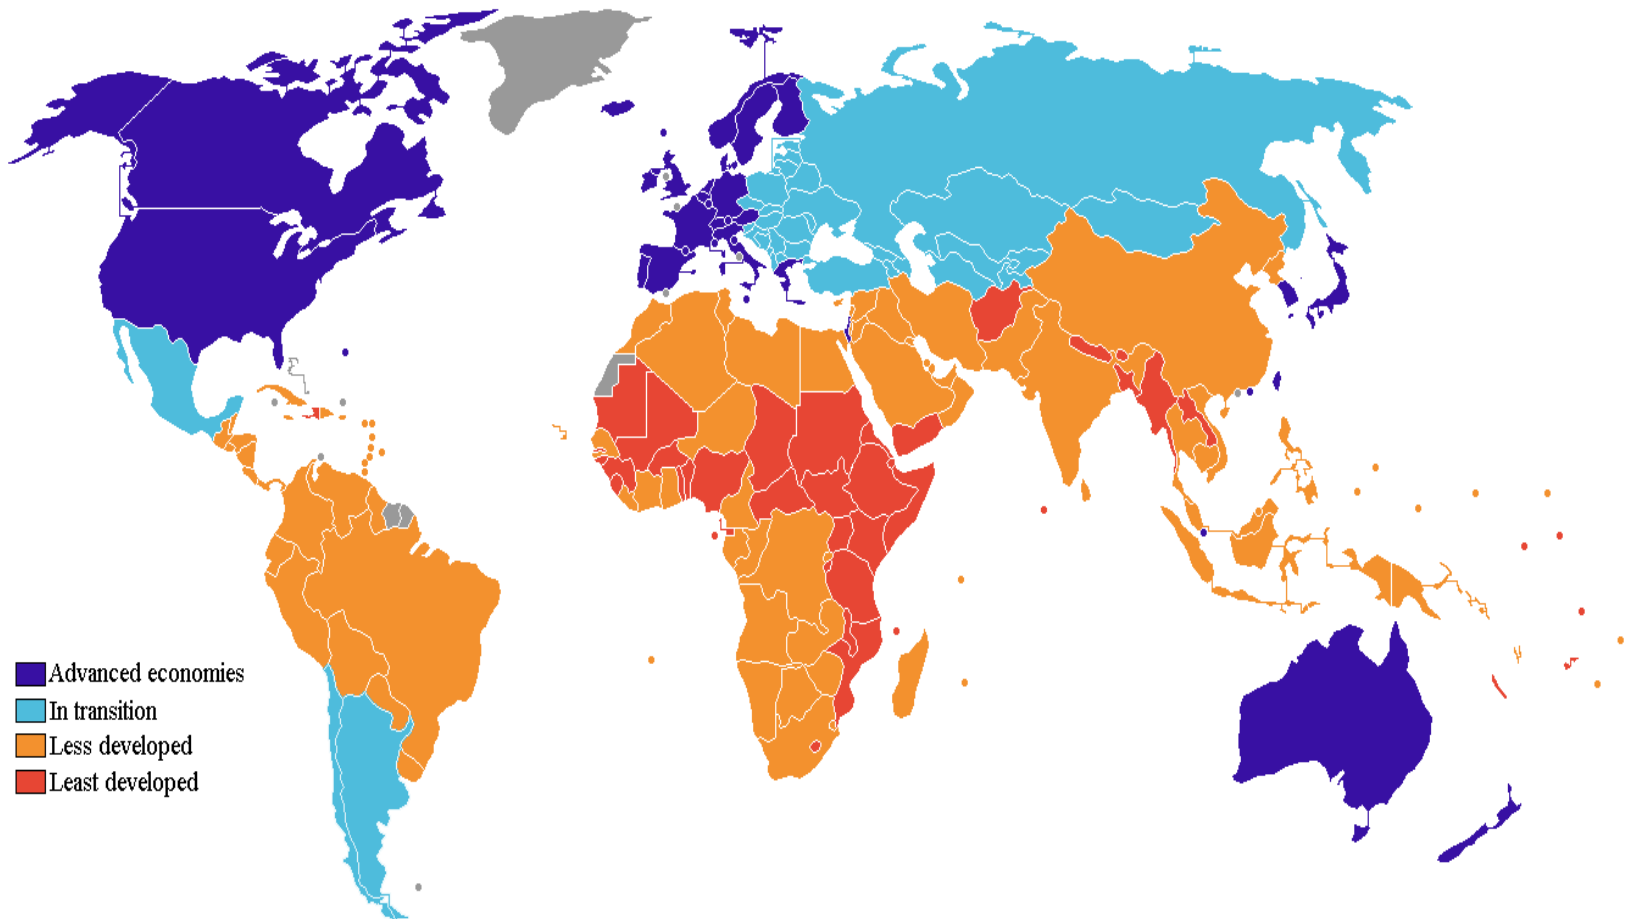 Advanced economies
In transition
Less developed
Least developed